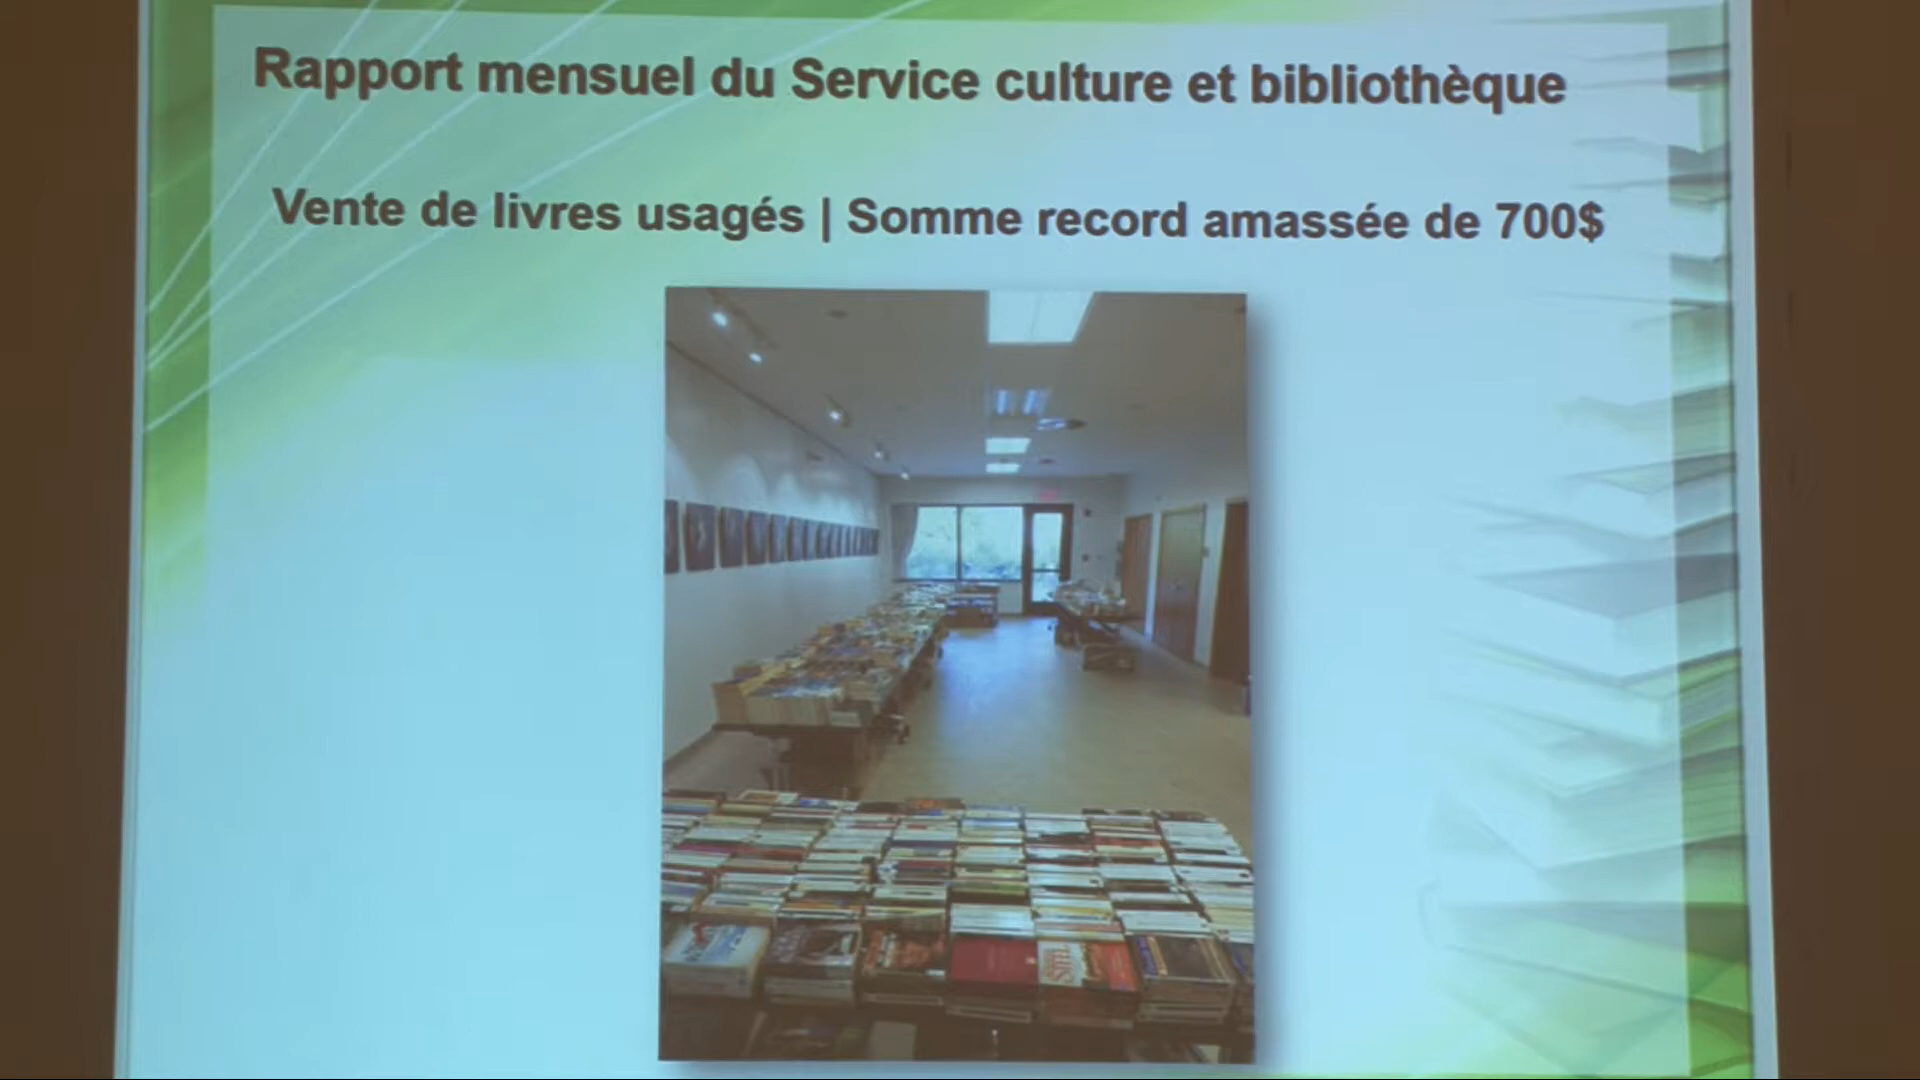 Rapport mensuel du Service culture et bibliothèque
Vente de livres usagés | Somme record amassée de 700$